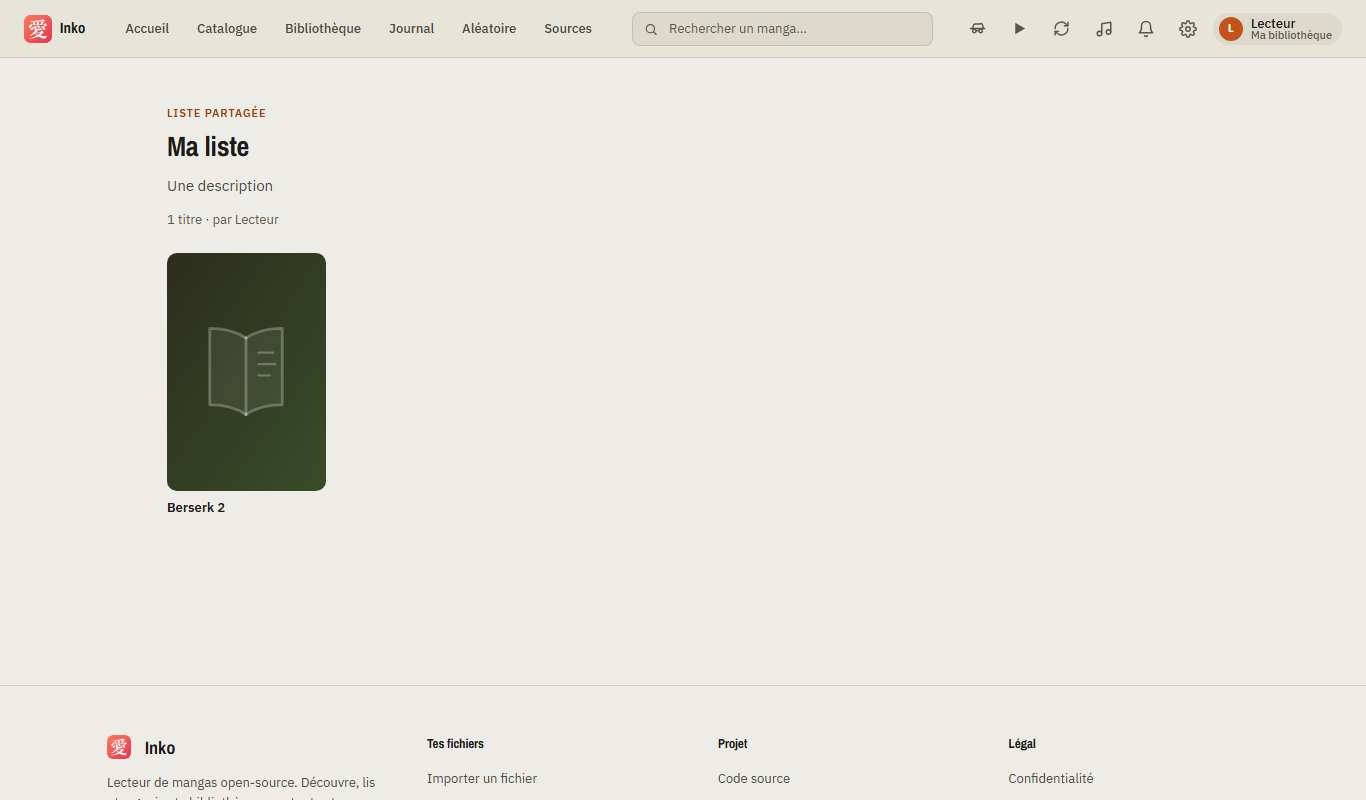 愛 Inko
Accueil
Catalogue
Bibliothèque
Journal
Aléatoire
Sources
Rechercher un manga…
L
Lecteur
Ma bibliothèque
LISTE PARTAGÉE
Ma liste
Une description
1 titre · par Lecteur
Berserk 2
愛 Inko
Lecteur de mangas open-source. Découvre, lis
Tes fichiers
Importer un fichier
Projet
Code source
Légal
Confidentialité